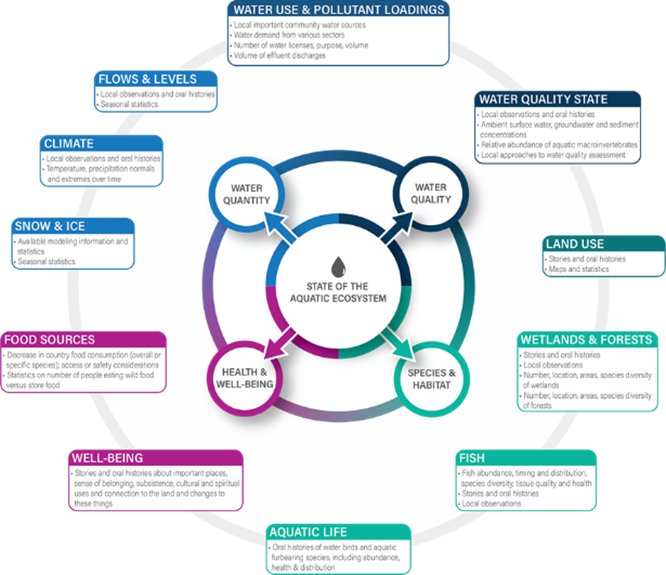 WATER USE & POLLUTANT LOADINGS
• Local important community water sources
• Water demand from various sectors
• Number of water licenses, purpose, volume
• Volume of effluent discharges
FLOWS & LEVELS
• Local observations and oral histories
• Seasonal statistics
WATER QUALITY STATE
• Local observations and oral histories
• Ambient surface water, groundwater and sediment
concentrations
• Relative abundance of aquatic macroinvertebrates
• Local approaches to water quality assessment
CLIMATE
• Local observations and oral histories
• Temperature, precipitation normals
and extremes over time
WATER
QUANTITY
WATER
QUALITY
SNOW & ICE
• Available modeling information and
statistics
• Seasonal statistics
LAND USE
• Stories and oral histories
• Maps and statistics
STATE OF THE
AQUATIC ECOSYSTEM
FOOD SOURCES
• Decrease in country food consumption (overall or
specific species); access or safety considerations
• Statistics on number of people eating wild food
versus store food
WETLANDS & FORESTS
• Stories and oral histories
• Local observations
• Number, location, areas, species diversity
of wetlands
• Number, location, areas, species diversity
of forests
HEALTH &
WELL-BEING
SPECIES &
HABITAT
WELL-BEING
• Stories and oral histories about important places,
sense of belonging, subsistence, cultural and spiritual
uses and connection to the land and changes to
these things
FISH
• Fish abundance, timing and distribution,
species diversity, tissue quality and health
• Stories and oral histories
• Local observations
AQUATIC LIFE
• Oral histories of water birds and aquatic
furbearing species, including abundance,
health & distribution